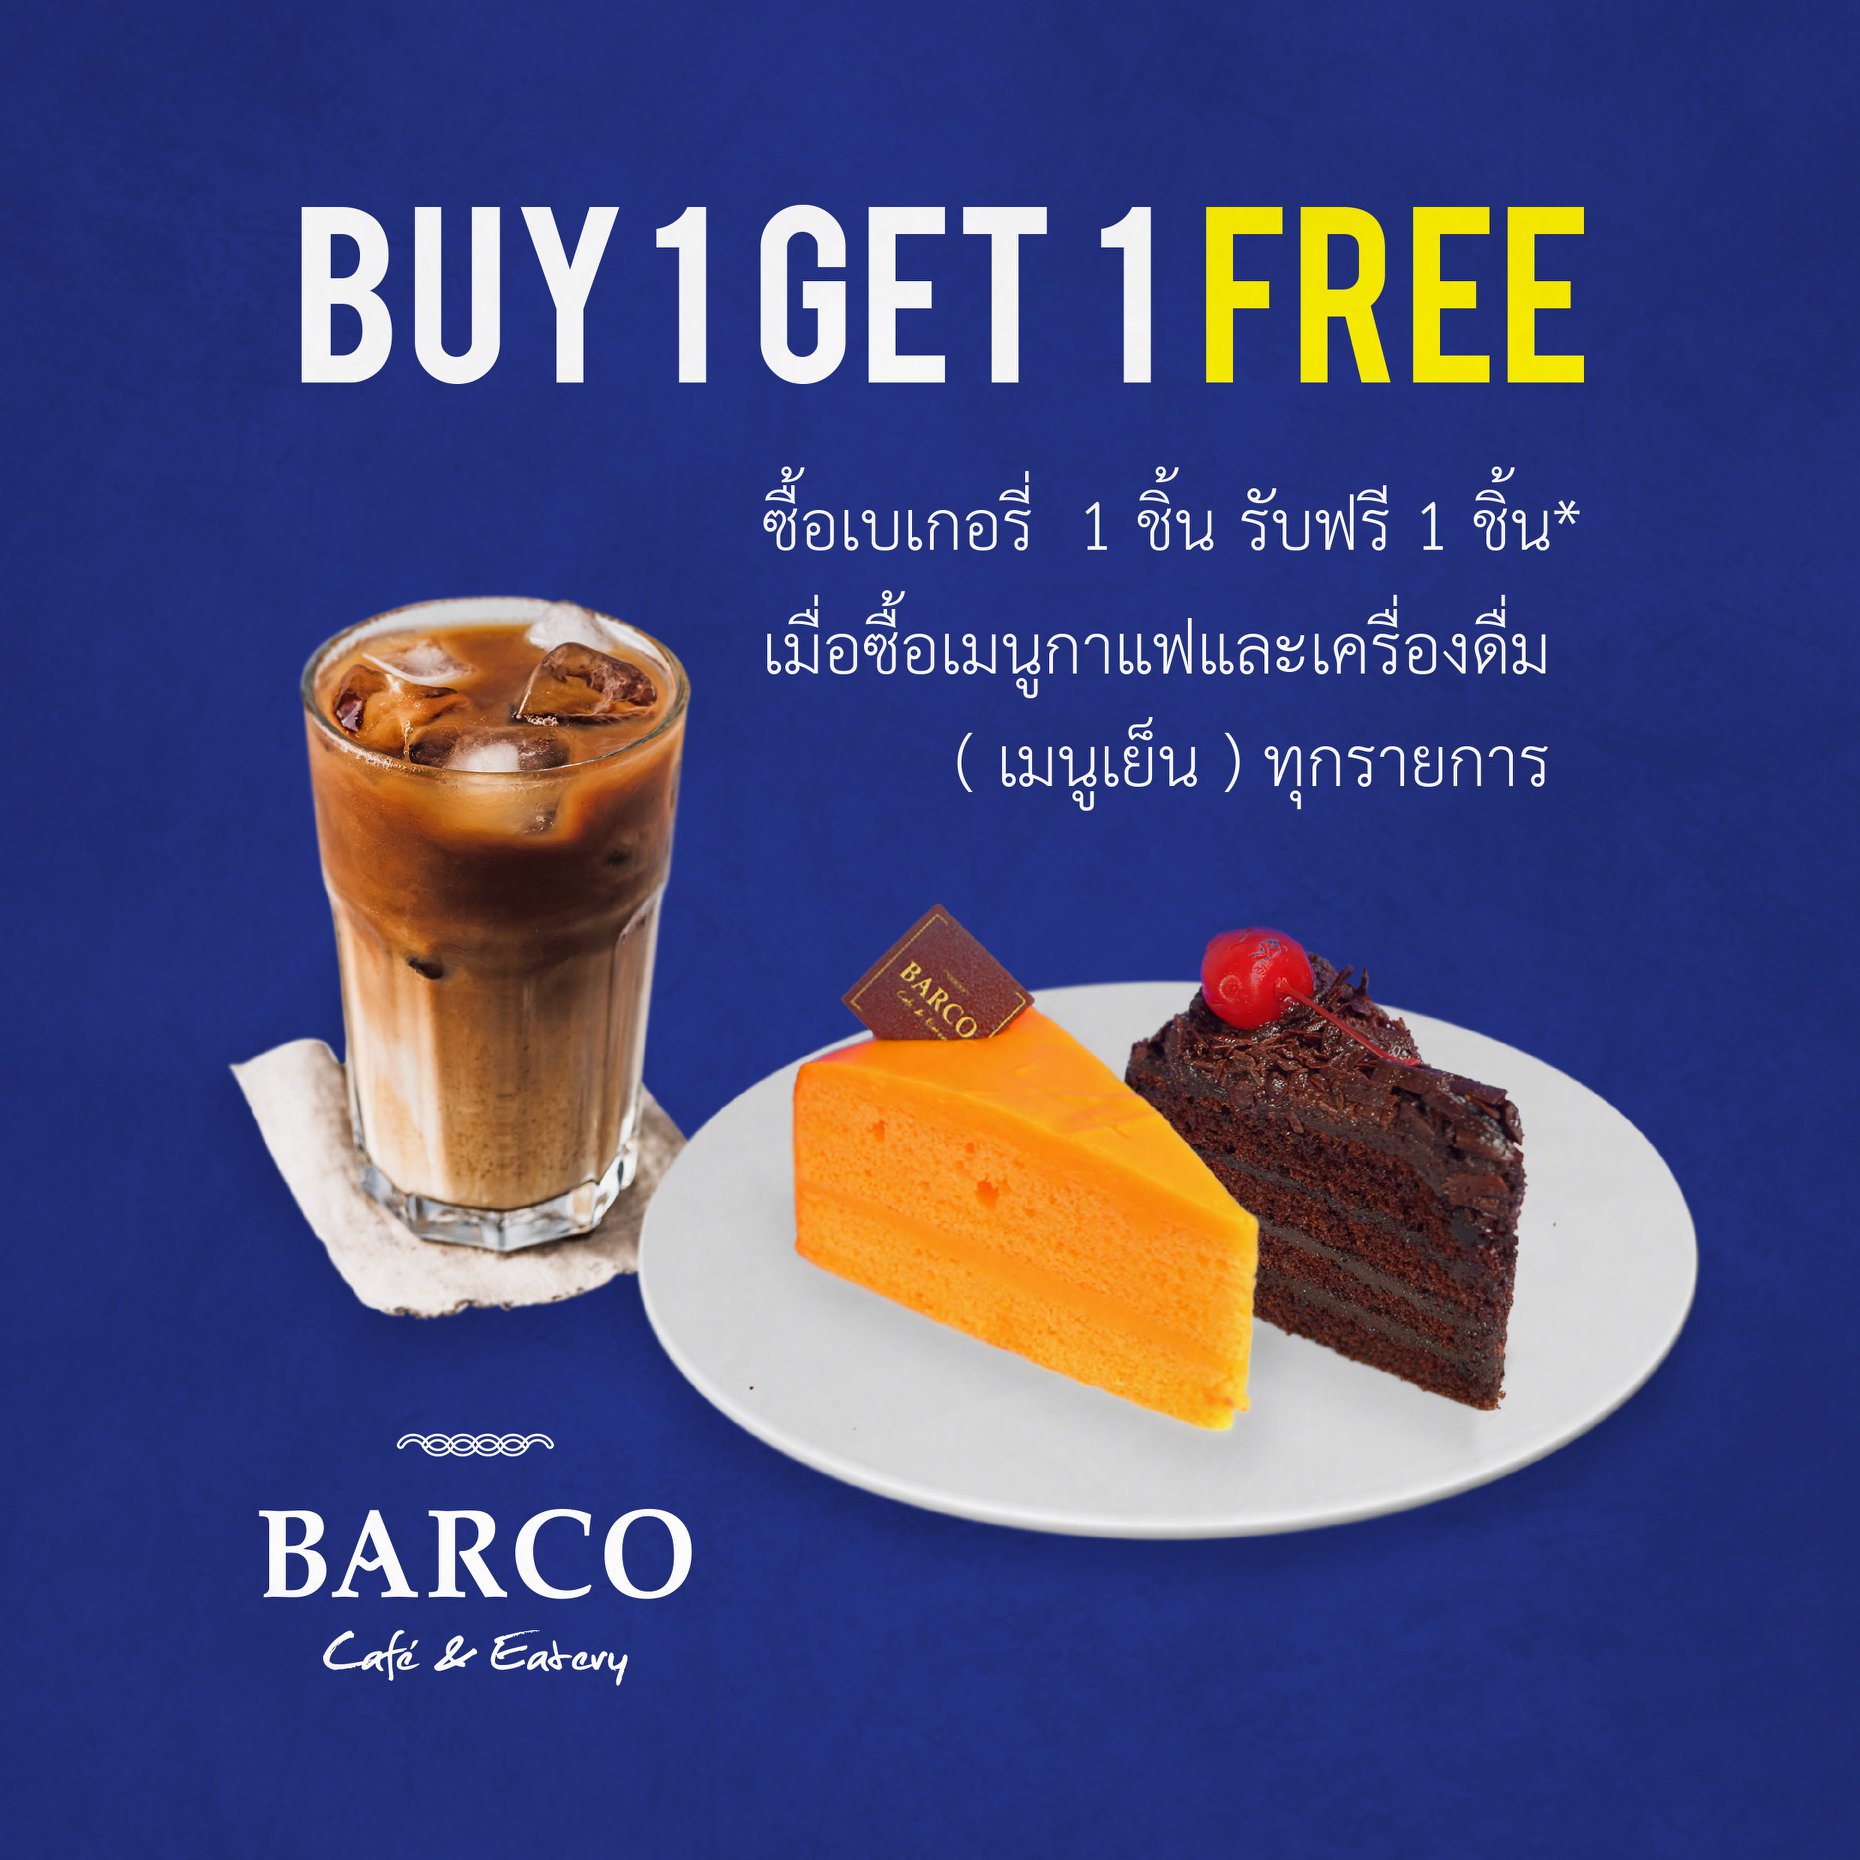 BUY 1 GET 1 FREE
ซื้อเบเกอรี่ 1 ชิ้น รับฟรี 1 ชิ้น*
เมื่อซื้อเมนูกาแฟและเครื่องดื่ม
( เมนูเย็น ) ทุกรายการ
BARCO
Café & Eatery
BARCO
Café & Eatery